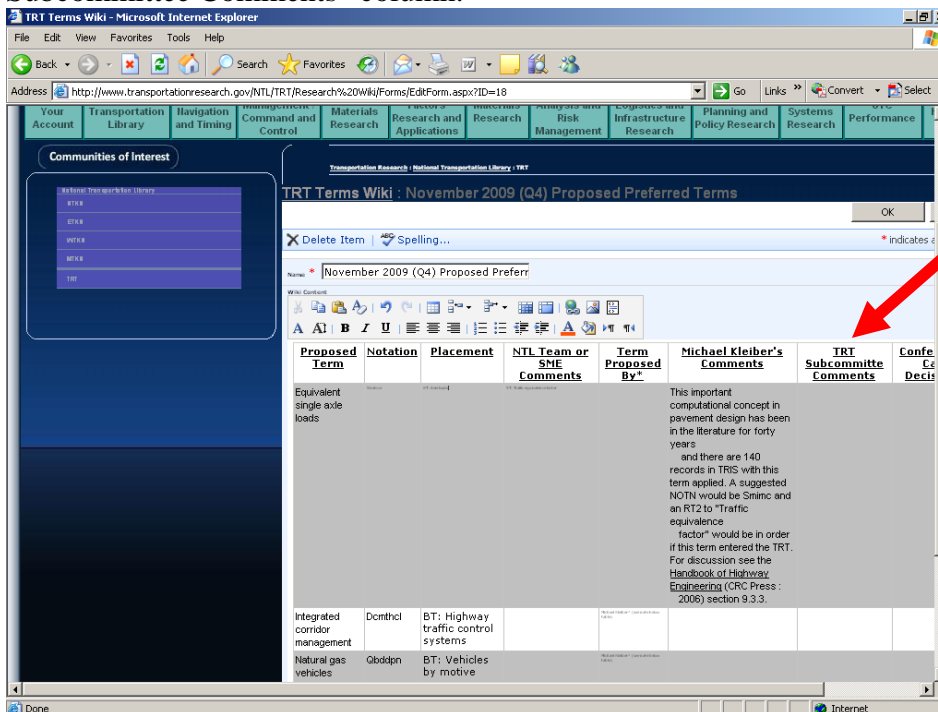 TRT Terms Wiki - Microsoft Internet Explorer
File Edit View Favorites Tools Help
Back Search Favorites
Address http://www.transportationresearch.gov/NTL/TRT/Research%20Wiki/Forms/EditForm.aspx?ID=18 Go Links » Convert Select
Your Account
Transportation Library
Navigation and Timing
Command and Control
Materials Research
Research and Applications
Research
Analysis and Risk Management
Logistics and Infrastructure Research
Planning and Policy Research
Systems Research
Performance
Communities of Interest
National Transportation Library
TRT
Transportation Research : National Transportation Library : TRT
TRT Terms Wiki : November 2009 (Q4) Proposed Preferred Terms
OK
Delete Item | Spelling...
* indicates a
Name * November 2009 (Q4) Proposed Preferr
Wiki Content
Proposed Term
Notation
Placement
NTL Team or SME Comments
Term Proposed By*
Michael Kleiber's Comments
TRT Subcommitte Comments
Equivalent single axle loads
This important
computational concept in
pavement design has been
in the literature for forty
years
and there are 140
records in TRIS with this
term applied. A suggested
NOTN would be Smimc and
an RT2 to "Traffic
equivalence
factor" would be in order
if this term entered the TRT.
For discussion see the
Handbook of Highway
Engineering (CRC Press :
2006) section 9.3.3.
Integrated corridor management
Dcmthcl
BT: Highway traffic control systems
Natural gas vehicles
Qbddpn
BT: Vehicles by motive
Done
Internet